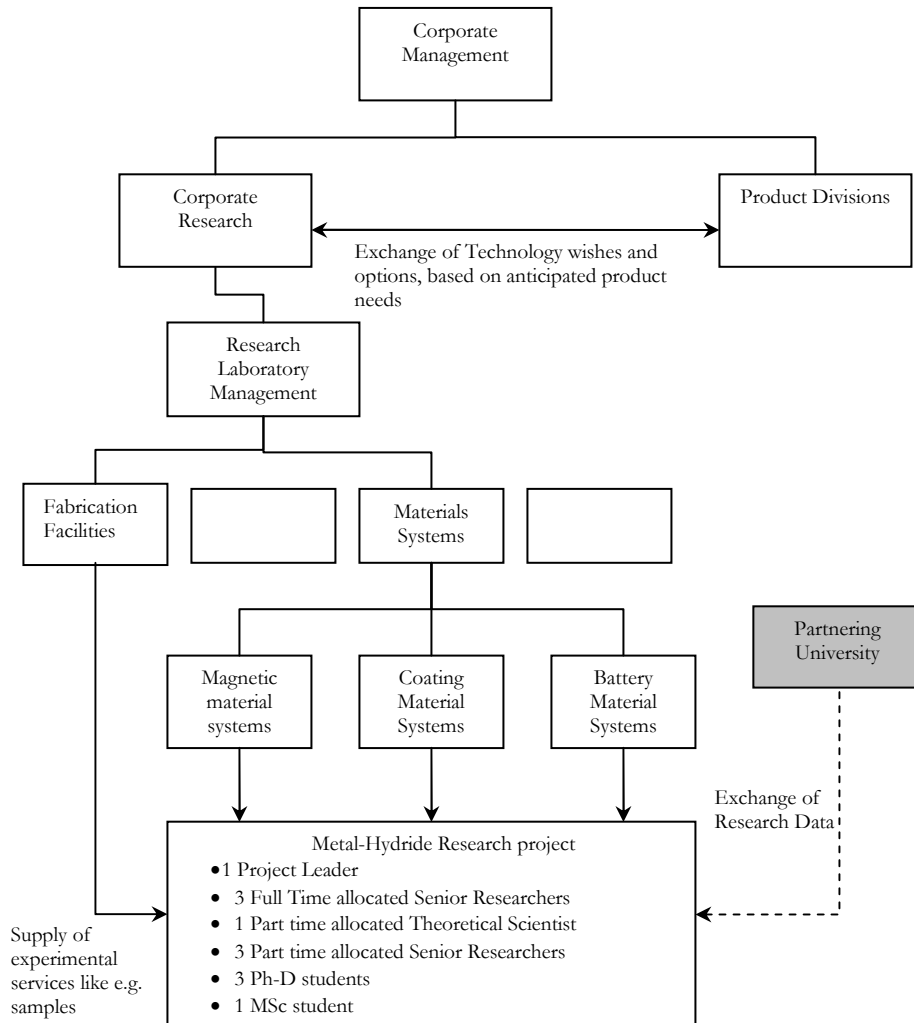 Corporate
Management
Corporate
Research
Product Divisions
Exchange of Technology wishes and
options, based on anticipated product
needs
Research
Laboratory
Management
Fabrication
Facilities
Materials
Systems
Partnering
University
Magnetic
material
systems
Coating
Material
Systems
Battery
Material
Systems
Exchange of
Research Data
Metal-Hydride Research project
•1 Project Leader
• 3 Full Time allocated Senior Researchers
• 1 Part time allocated Theoretical Scientist
• 3 Part time allocated Senior Researchers
• 3 Ph-D students
• 1 MSc student
Supply of
experimental
services like e.g.
samples